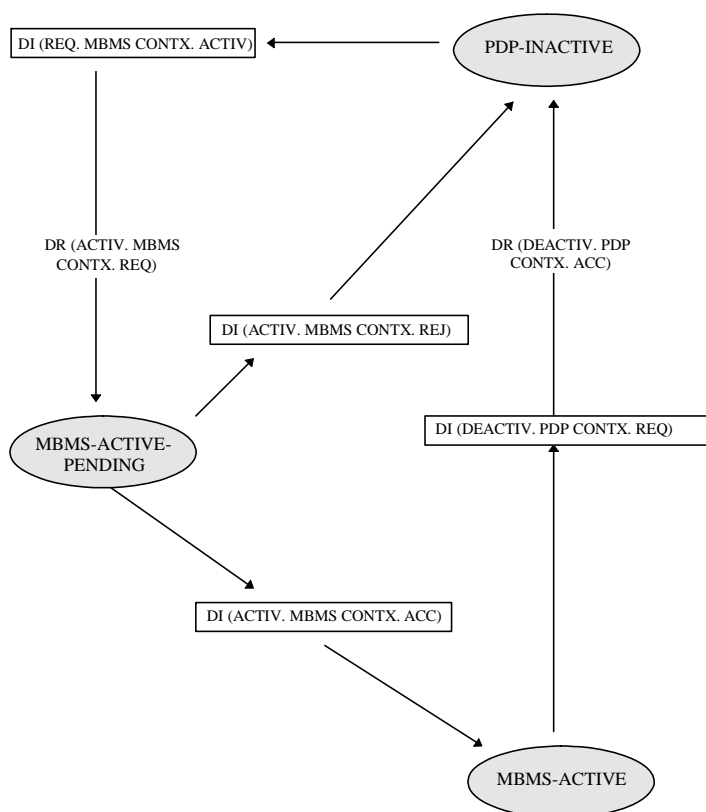 DI (REQ. MBMS CONTX. ACTIV)
PDP-INACTIVE
DR (ACTIV. MBMS
CONTX. REQ)
DR (DEACTIV. PDP
CONTX. ACC)
DI (ACTIV. MBMS CONTX. REJ)
DI (DEACTIV. PDP CONTX. REQ)
MBMS-ACTIVE-
PENDING
DI (ACTIV. MBMS CONTX. ACC)
MBMS-ACTIVE